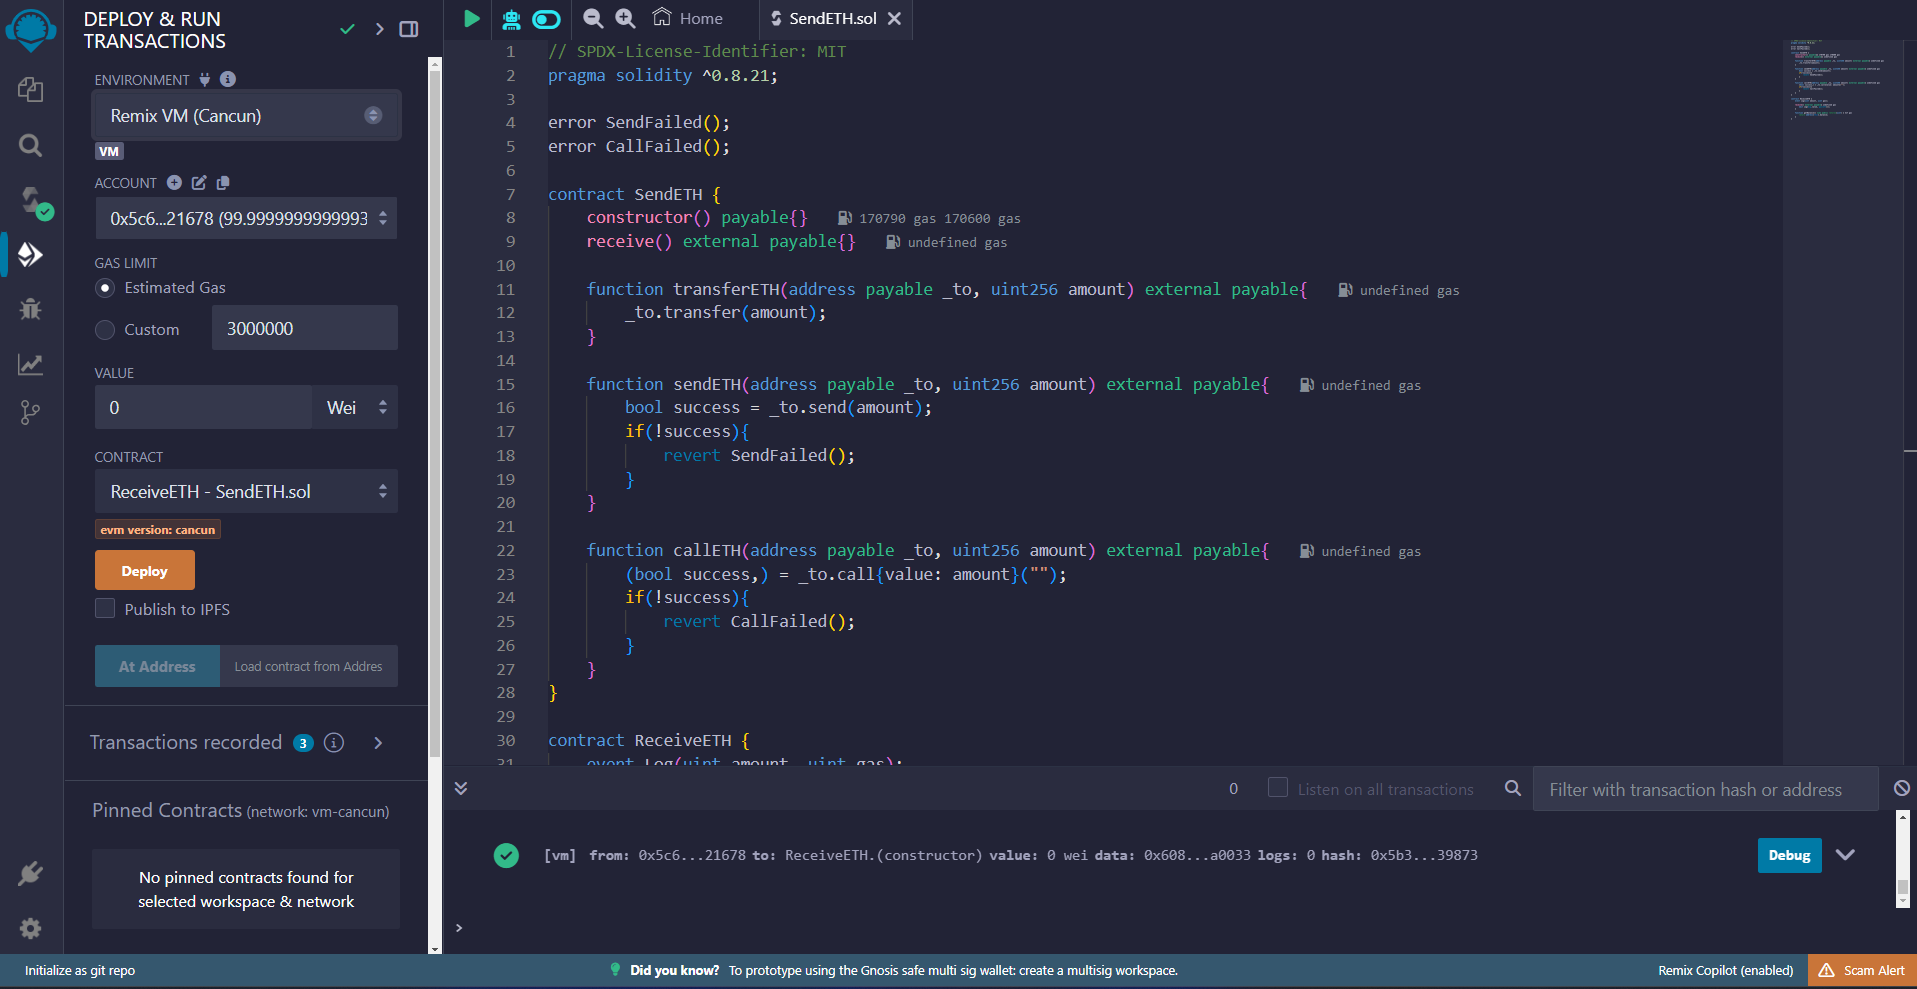 DEPLOY & RUN
TRANSACTIONS
ENVIRONMENT
Remix VM (Cancun)
VM
ACCOUNT
0x5c6...21678 (99.9999999999993
GAS LIMIT
Estimated Gas
Custom
3000000
VALUE
0
Wei
CONTRACT
ReceiveETH - SendETH.sol
evm version: cancun
Deploy
Publish to IPFS
At Address
Load contract from Addres
Transactions recorded 3
Pinned Contracts (network: vm-cancun)
No pinned contracts found for
selected workspace & network
Home
SendETH.sol
1 // SPDX-License-Identifier: MIT
2 pragma solidity ^0.8.21;
3
4 error SendFailed();
5 error CallFailed();
6
7 contract SendETH {
8 constructor() payable{} 170790 gas 170600 gas
9 receive() external payable{} undefined gas
10
11 function transferETH(address payable _to, uint256 amount) external payable{ undefined gas
12 _to.transfer(amount);
13 }
14
15 function sendETH(address payable _to, uint256 amount) external payable{ undefined gas
16 bool success = _to.send(amount);
17 if(!success){
18 revert SendFailed();
19 }
20 }
21
22 function callETH(address payable _to, uint256 amount) external payable{ undefined gas
23 (bool success,) = _to.call{value: amount}("");
24 if(!success){
25 revert CallFailed();
26 }
27 }
28 }
29
30 contract ReceiveETH {
31 event Log(uint amount, uint gas);
0
Listen on all transactions
Filter with transaction hash or address
[vm] from: 0x5c6...21678 to: ReceiveETH.(constructor) value: 0 wei data: 0x608...a0033 logs: 0 hash: 0x5b3...39873
Debug
>
Initialize as git repo
Did you know? To prototype using the Gnosis safe multi sig wallet: create a multisig workspace.
Remix Copilot (enabled)
Scam Alert